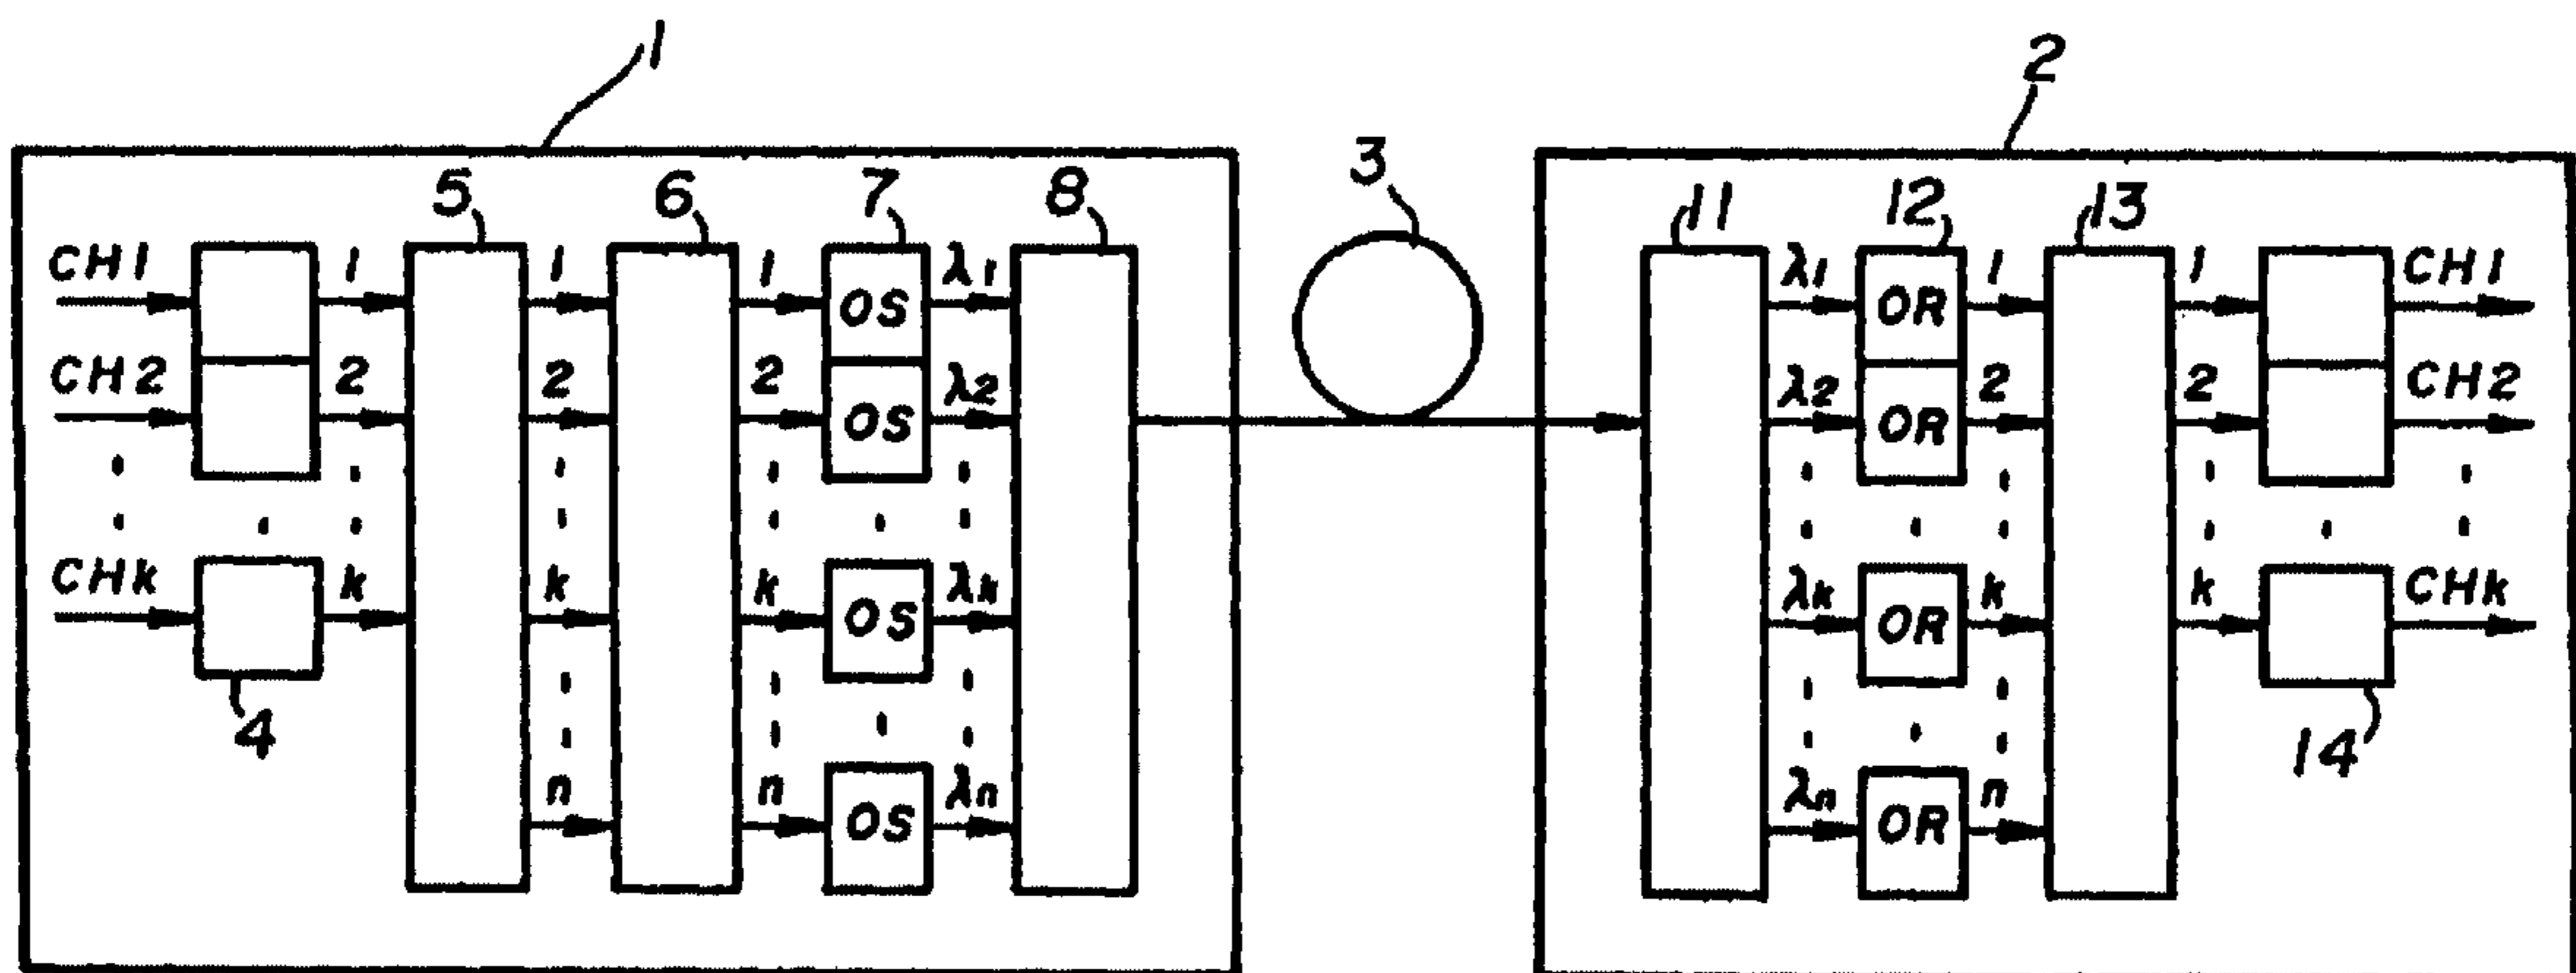 1
2
3
5 6 7 8
11 12 13
CH1 1 1 1 OS λ1
λ1 OR 1 1 CH1
CH2 2 2 2 OS λ2
λ2 OR 2 2 CH2
CHk k k k OS λk
λk OR k k CHk
4
14
n n OS λn
λn OR n